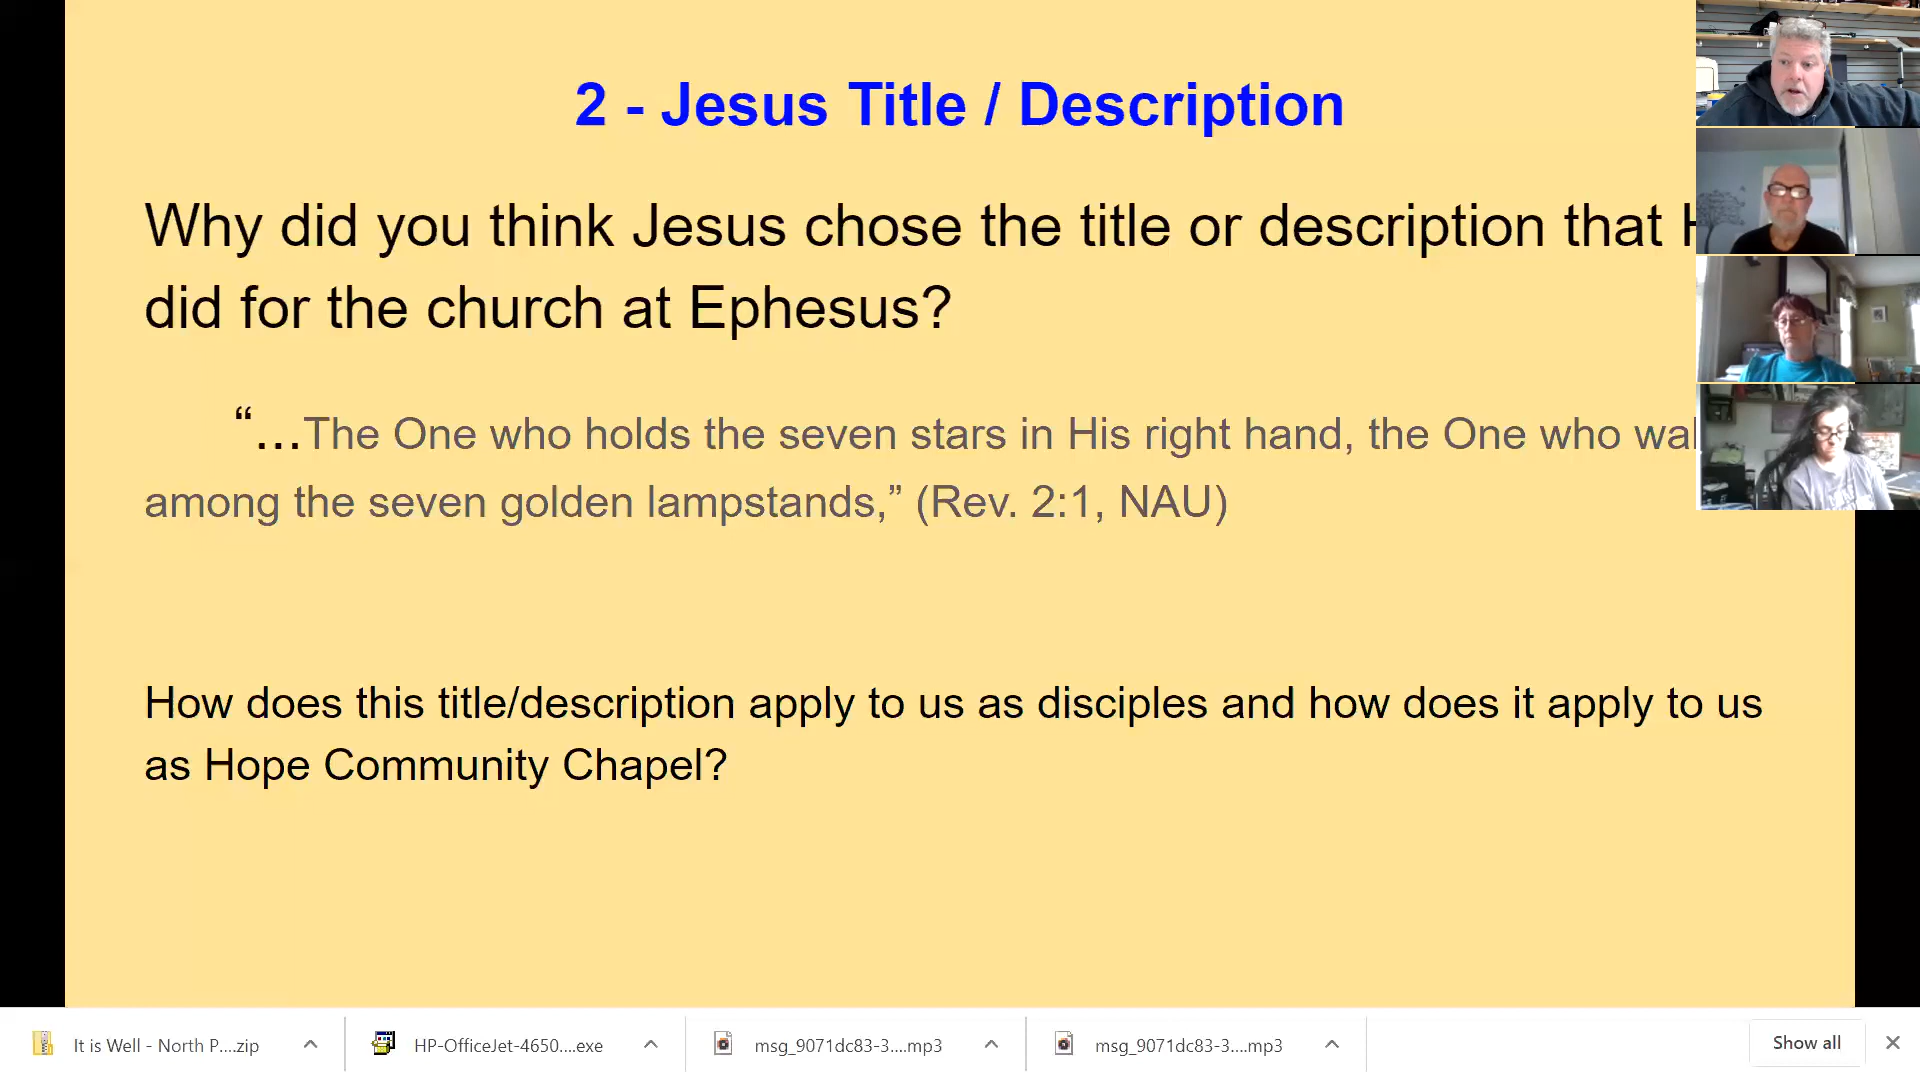 2 - Jesus Title / Description
Why did you think Jesus chose the title or description that
did for the church at Ephesus?
“…The One who holds the seven stars in His right hand, the One who
among the seven golden lampstands,” (Rev. 2:1, NAU)
How does this title/description apply to us as disciples and how does it apply to us
as Hope Community Chapel?
It is Well - North P....zip
HP-OfficeJet-4650....exe
msg_9071dc83-3....mp3
msg_9071dc83-3....mp3
Show all